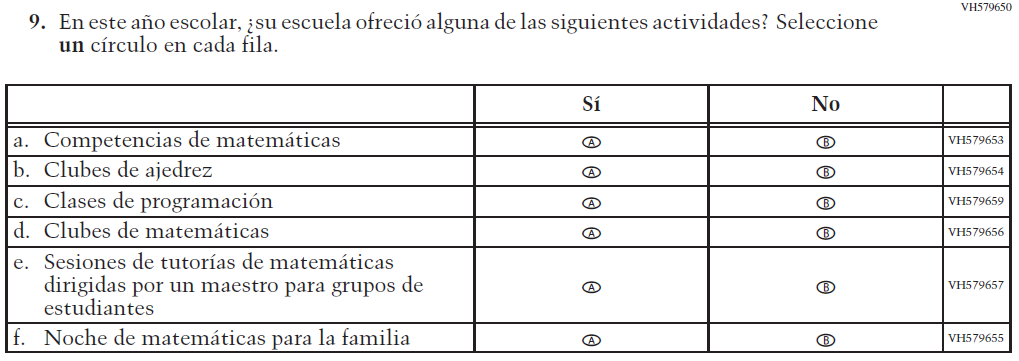 VH579650
9. En este año escolar, ¿su escuela ofreció alguna de las siguientes actividades? Seleccione
un círculo en cada fila.
Sí No
a. Competencias de matemáticas A B VH579653
b. Clubes de ajedrez A B VH579654
c. Clases de programación A B VH579659
d. Clubes de matemáticas A B VH579656
e. Sesiones de tutorías de matemáticas
dirigidas por un maestro para grupos de A B VH579657
estudiantes
f. Noche de matemáticas para la familia A B VH579655